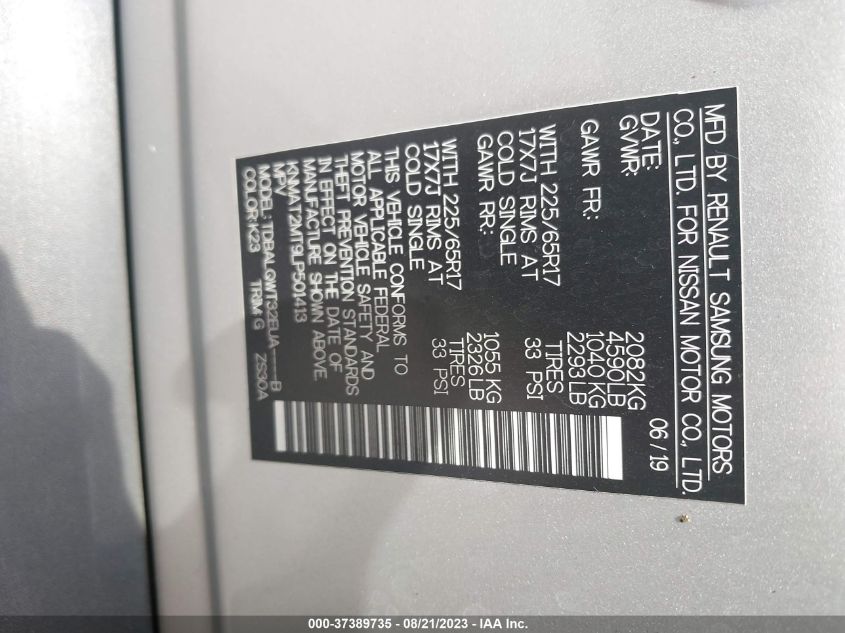 MFD BY RENAULT SAMSUNG MOTORS
CO., LTD. FOR NISSAN MOTOR CO., LTD.
DATE: 06/19
GVWR: 2082KG
4590LB
GAWR FR: 1040 KG
2293LB
WITH 225/65R17 TIRES
17X7J RIMS AT 33 PSI
COLD SINGLE
GAWR RR: 1055 KG
2326LB
WITH 225/65R17 TIRES
17X7J RIMS AT 33 PSI
COLD SINGLE
THIS VEHICLE CONFORMS TO
ALL APPLICABLE FEDERAL
MOTOR VEHICLE SAFETY AND
THEFT PREVENTION STANDARDS
IN EFFECT ON THE DATE OF
MANUFACTURE SHOWN ABOVE.
KNMAT2MT9LP501413
MPV
MODEL: TDBALGWT32EUA-----B
COLOR: K23 TRIM: G ZS30A
000-37389735 - 08/21/2023 - IAA Inc.